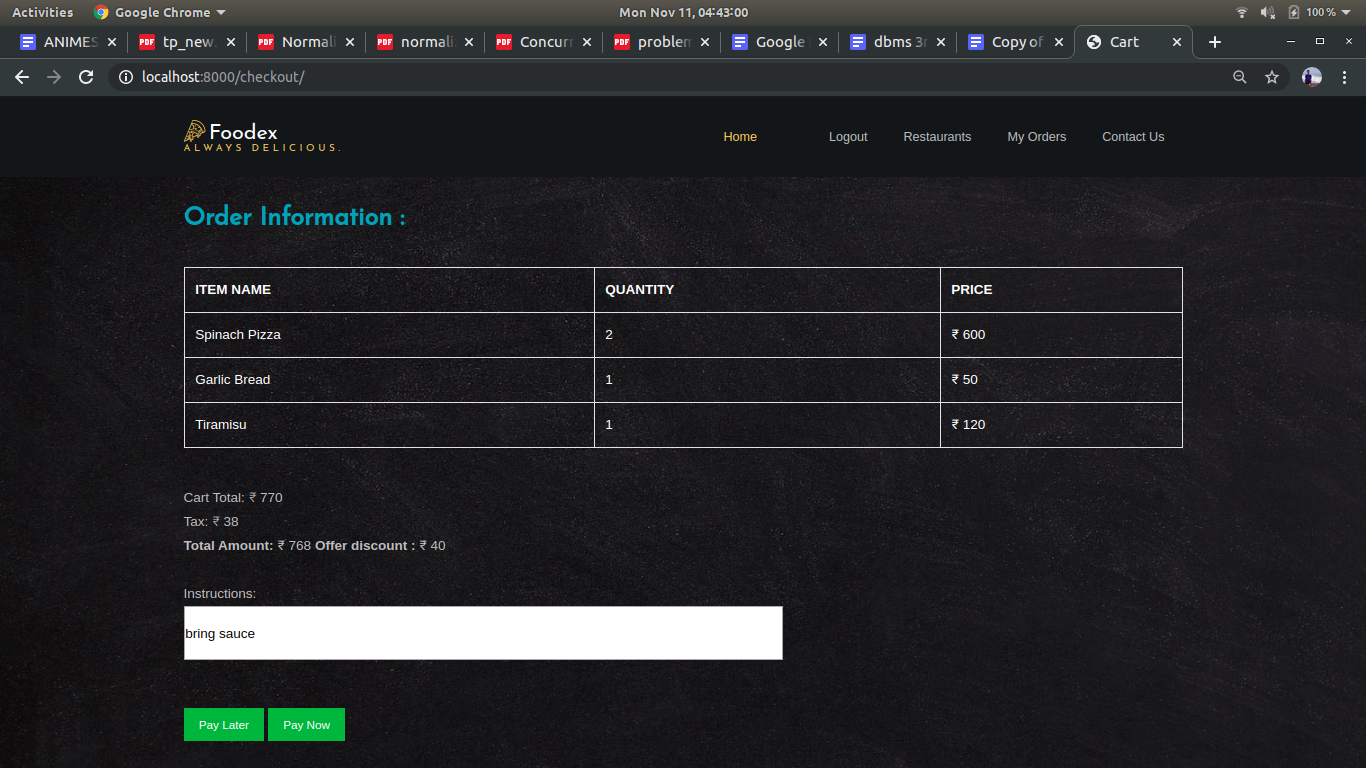 Activities Google Chrome Mon Nov 11, 04:43:00 100 %
ANIMES tp_new. Normali normali Concurr problem Google dbms 3r Copy of Cart
localhost:8000/checkout/
Foodex
ALWAYS DELICIOUS.
Home Logout Restaurants My Orders Contact Us
Order Information :
ITEM NAME QUANTITY PRICE
Spinach Pizza 2 ₹ 600
Garlic Bread 1 ₹ 50
Tiramisu 1 ₹ 120
Cart Total: ₹ 770
Tax: ₹ 38
Total Amount: ₹ 768 Offer discount : ₹ 40
Instructions:
bring sauce
Pay Later Pay Now